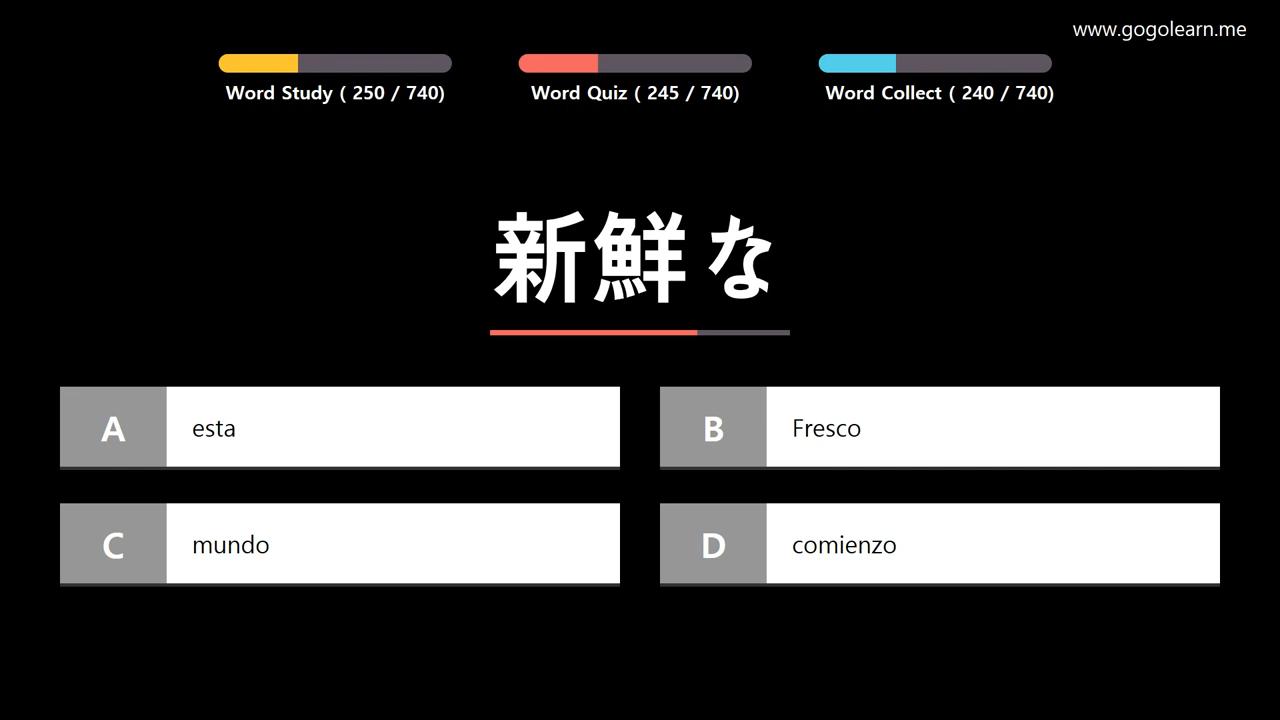 www.gogolearn.me
Word Study ( 250 / 740)
Word Quiz ( 245 / 740)
Word Collect ( 240 / 740)
新鮮な
A esta
B Fresco
C mundo
D comienzo